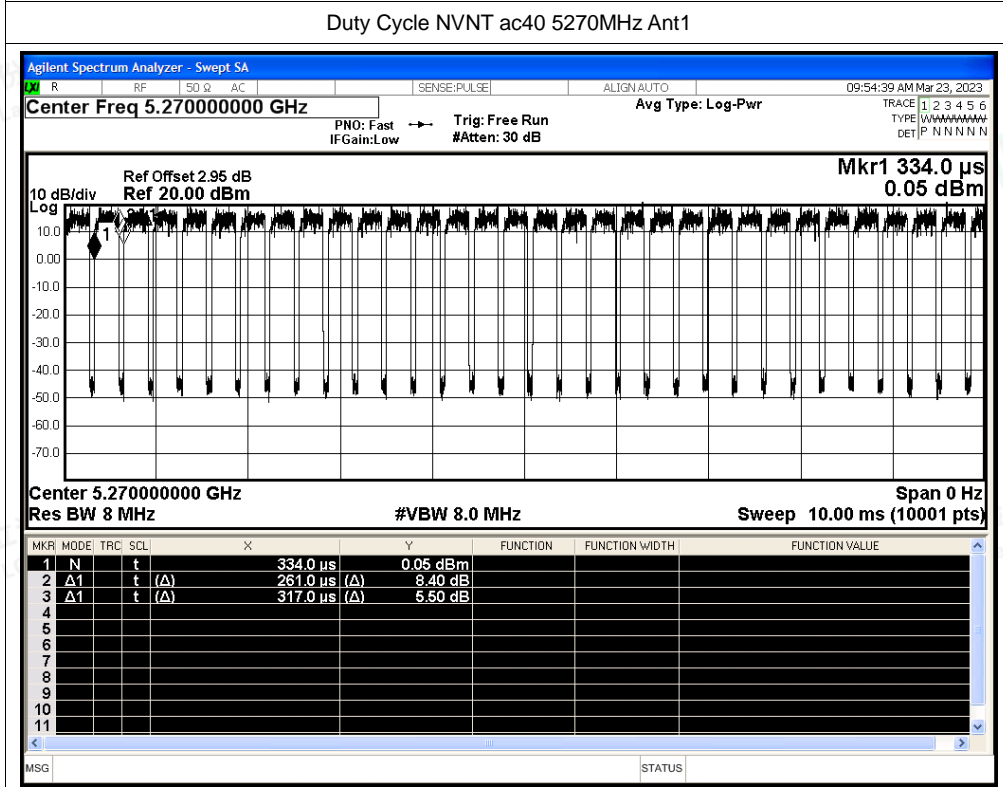 Duty Cycle NVNT ac40 5270MHz Ant1
Agilent Spectrum Analyzer - Swept SA
LXI R RF 50 Ω AC SENSE:PULSE ALIGN AUTO 09:54:39 AM Mar 23, 2023
Center Freq 5.270000000 GHz Avg Type: Log-Pwr TRACE 1 2 3 4 5 6
PNO: Fast Trig: Free Run TYPE W
IFGain:Low #Atten: 30 dB DET P N N N N N
Mkr1 334.0 µs
Ref Offset 2.95 dB
10 dB/div Ref 20.00 dBm 0.05 dBm
Log
10.0
1
0.00
-10.0
-20.0
-30.0
-40.0
-50.0
-60.0
-70.0
Center 5.270000000 GHz Span 0 Hz
Res BW 8 MHz #VBW 8.0 MHz Sweep 10.00 ms (10001 pts)
MKR MODE TRC SCL X Y FUNCTION FUNCTION WIDTH FUNCTION VALUE
1 N t 334.0 µs 0.05 dBm
2 Δ1 t (Δ) 261.0 µs (Δ) 8.40 dB
3 Δ1 t (Δ) 317.0 µs (Δ) 5.50 dB
4
5
6
7
8
9
10
11
MSG STATUS